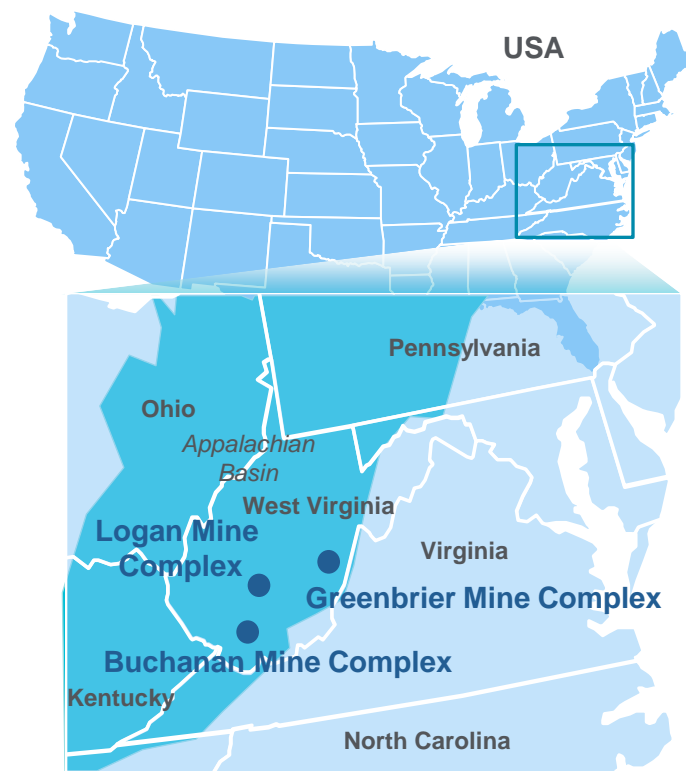 USA
Pennsylvania
Ohio
Appalachian
Basin
West Virginia
Logan Mine
Complex
Virginia
Greenbrier Mine Complex
Buchanan Mine Complex
Kentucky
North Carolina